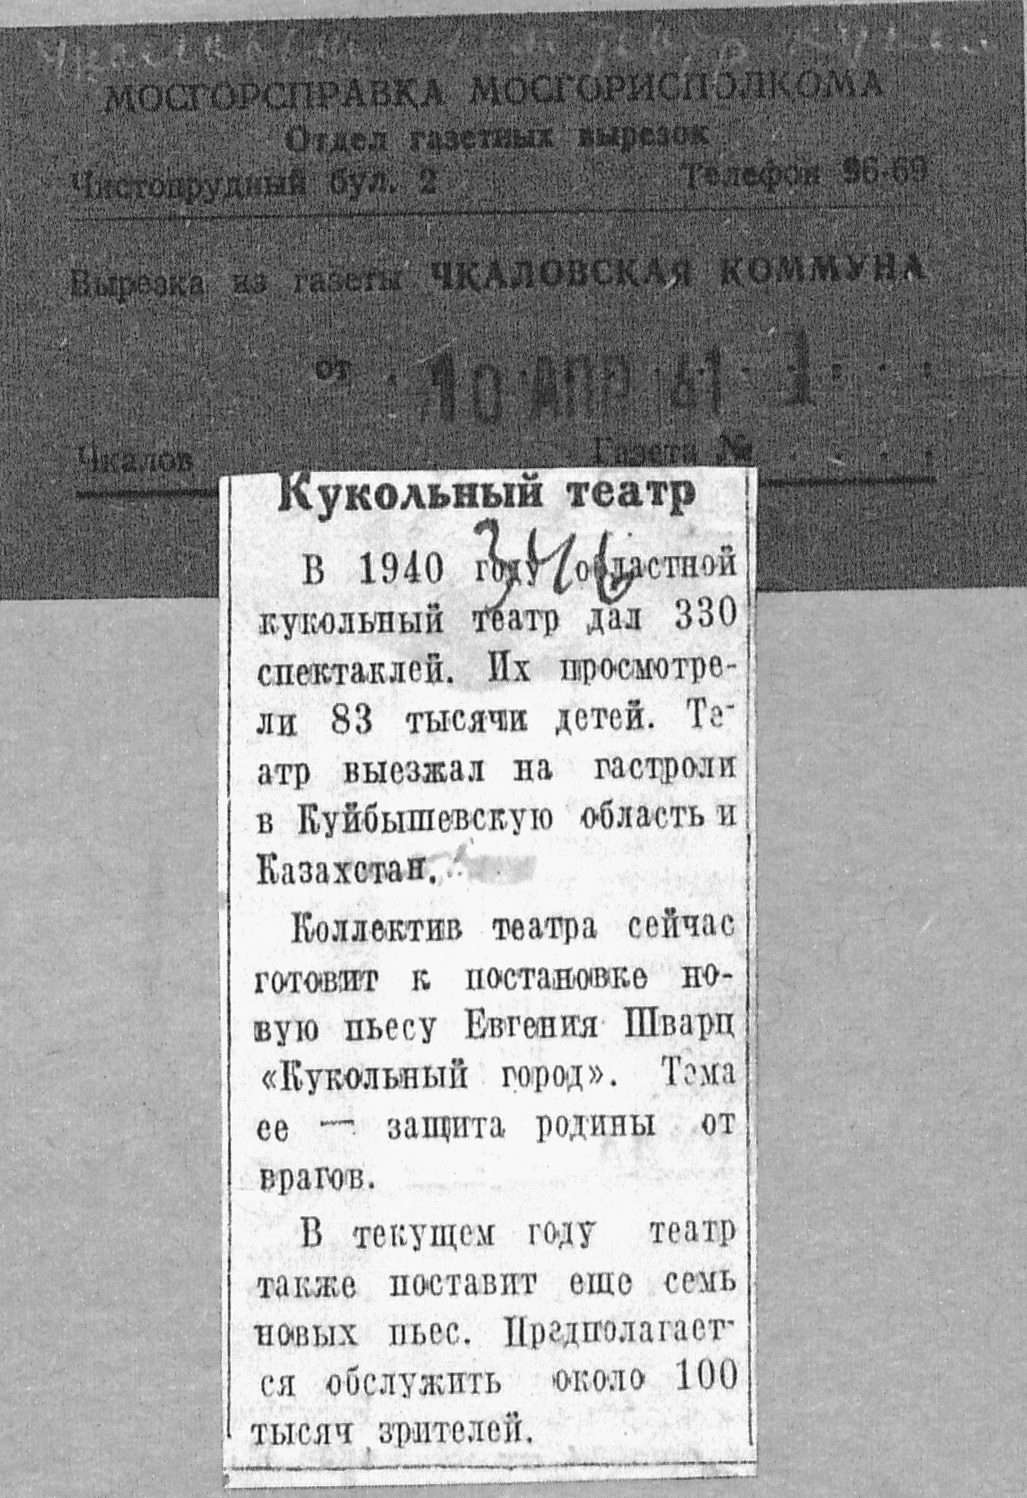 МОСГОРСПРАВКА МОСГОРИСПОЛКОМА
Отдел газетных вырезок
Чистопрудный бул. 2 Телефон 96-69
Вырезка из газеты ЧКАЛОВСКАЯ КОММУНА
от 10 АПР 41
Чкалов Газета №
Кукольный театр
В 1940 году областной
кукольный театр дал 330
спектаклей. Их просмотре-
ли 83 тысячи детей. Те-
атр выезжал на гастроли
в Куйбышевскую область и
Казахстан.
Коллектив театра сейчас
готовит к постановке но-
вую пьесу Евгения Шварц
«Кукольный город». Тема
ее — защита родины от
врагов.
В текущем году театр
также поставит еще семь
новых пьес. Предполагает-
ся обслужить около 100
тысяч зрителей.